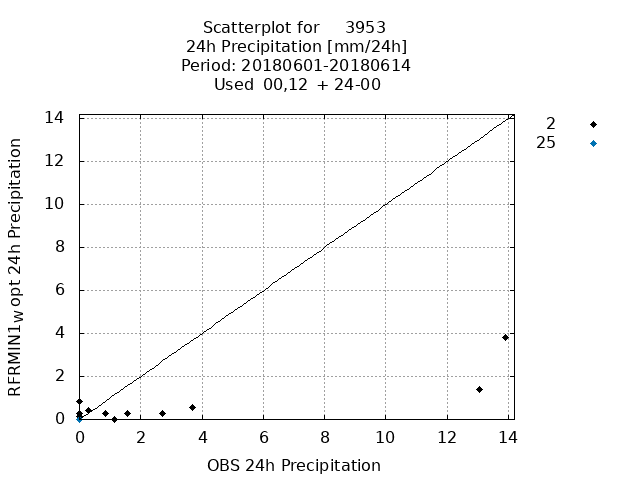 Scatterplot for 3953
24h Precipitation [mm/24h]
Period: 20180601-20180614
Used 00,12 + 24-00
2
25
RFRMIN1w opt 24h Precipitation
14
12
10
8
6
4
2
0
0 2 4 6 8 10 12 14
OBS 24h Precipitation